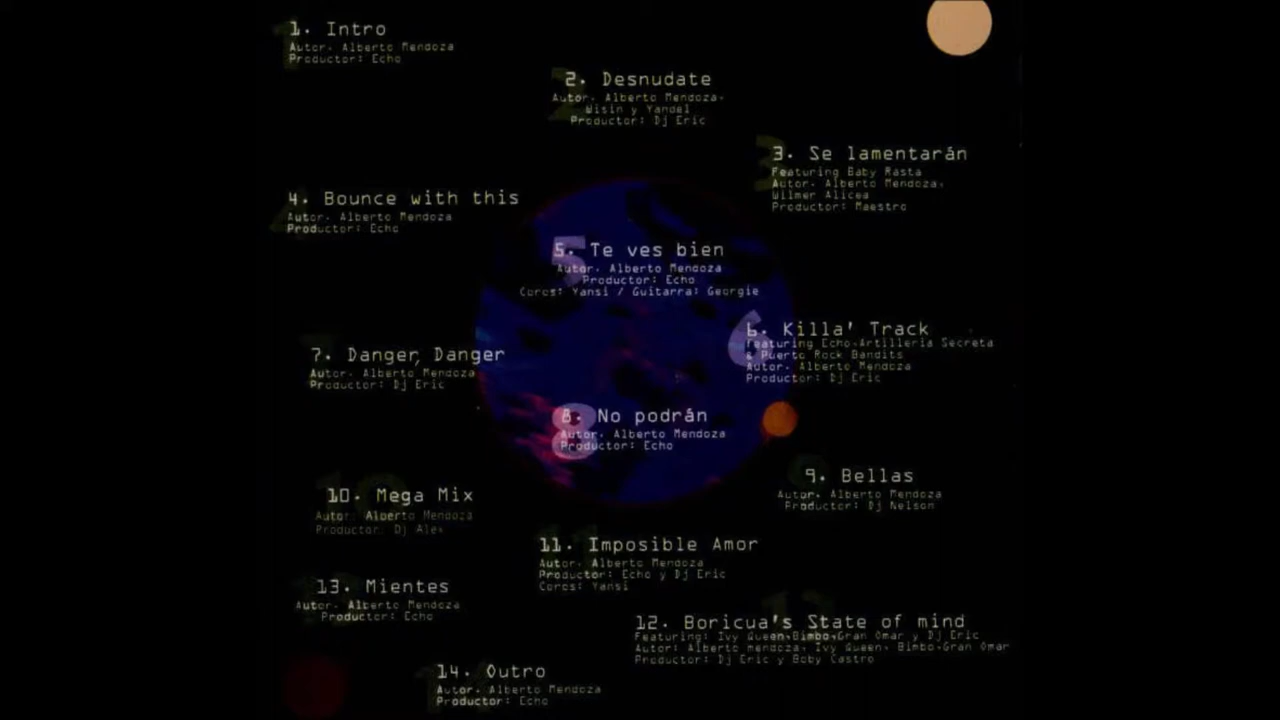 1. Intro
Autor. Alberto Mendoza
Productor: Echo
2. Desnudate
Autor. Alberto Mendoza.
Wisin y Yandel
Productor: Dj Eric
3. Se lamentarán
Featuring Baby Rasta
Autor. Alberto Mendoza,
Wilmer Alicea
Productor: Maestro
4. Bounce with this
Autor. Alberto Mendoza
Productor: Echo
5. Te ves bien
Autor. Alberto Mendoza
Productor: Echo
Coros: Yansi / Guitarra: Georgie
6. Killa' Track
Featuring Echo.Artilleria Secreta
& Puerto Rock Bandits
Autor. Alberto Mendoza
Productor: Dj Eric
7. Danger, Danger
Autor. Alberto Mendoza
Productor: Dj Eric
8. No podrán
Autor. Alberto Mendoza
Productor: Echo
9. Bellas
Autor. Alberto Mendoza
Productor: Dj Nelson
10. Mega Mix
Autor. Alberto Mendoza
Productor. Dj Alex
11. Imposible Amor
Autor. Alberto Mendoza
Productor: Echo y Dj Eric
Coros: Yansi
13. Mientes
Autor. Alberto Mendoza
Productor: Echo
12. Boricua's State of mind
Featuring: Ivy Queen.Bimbo.Gran Omar y Dj Eric
Autor: Alberto mendoza. Ivy Queen. Bimbo.Gran Omar
Productor: Dj Eric y Boby Castro
14. Outro
Autor. Alberto Mendoza
Productor: Echo